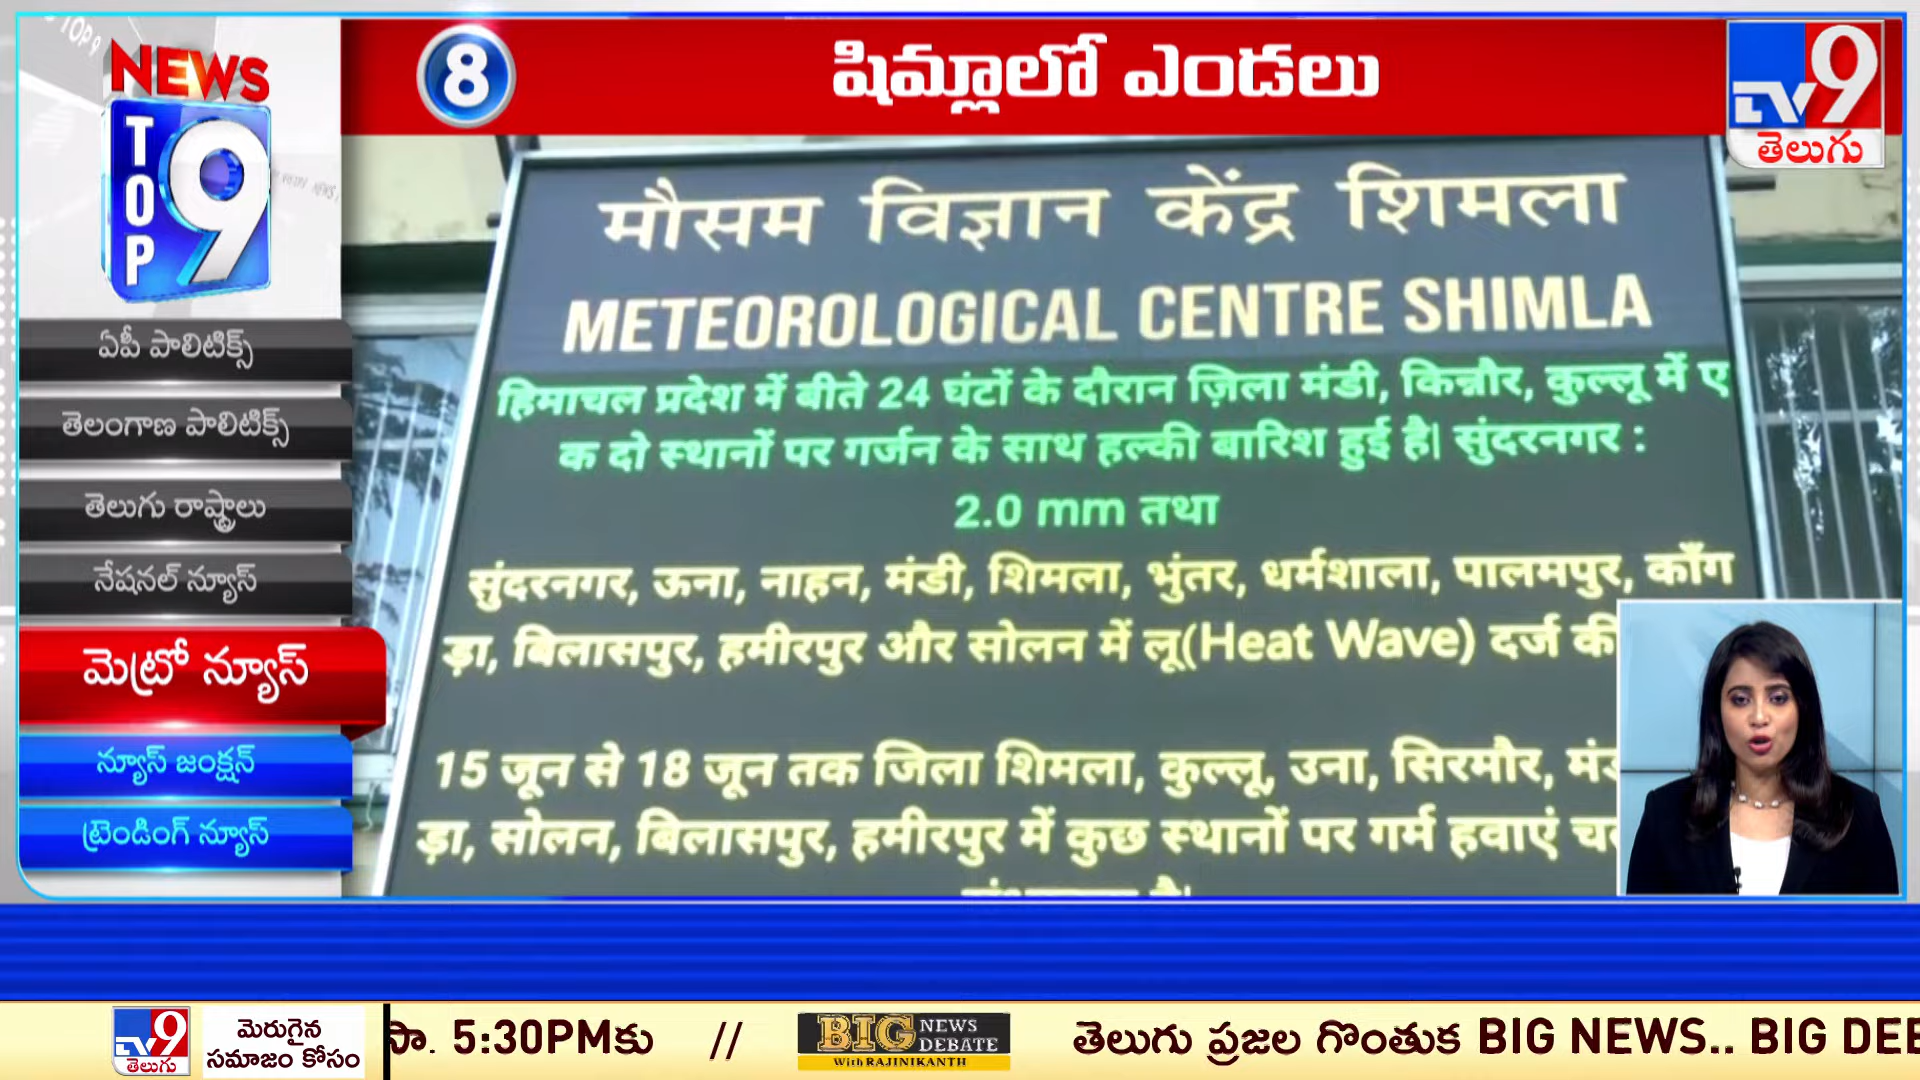 NEWS
TOP
9
8
షిమ్లాలో ఎండలు
TV9
తెలుగు
ఏపీ పాలిటిక్స్
తెలంగాణ పాలిటిక్స్
తెలుగు రాష్ట్రాలు
నేషనల్ న్యూస్
మెట్రో న్యూస్
న్యూస్ జంక్షన్
ట్రెండింగ్ న్యూస్
मौसम विज्ञान केंद्र शिमला
METEOROLOGICAL CENTRE SHIMLA
हिमाचल प्रदेश में बीते 24 घंटों के दौरान ज़िला मंडी, किन्नौर, कुल्लू में ए
क दो स्थानों पर गर्जन के साथ हल्की बारिश हुई है| सुंदरनगर :
2.0 mm तथा
सुंदरनगर, ऊना, नाहन, मंडी, शिमला, भुंतर, धर्मशाला, पालमपुर, काँग
ड़ा, बिलासपुर, हमीरपुर और सोलन में लू(Heat Wave) दर्ज की
15 जून से 18 जून तक जिला शिमला, कुल्लू, उना, सिरमौर,
ड़ा, सोलन, बिलासपुर, हमीरपुर में कुछ स्थानों पर गर्म हवाएं
TV9
తెలుగు
మెరుగైన
సమాజం కోసం
సా. 5:30PMకు // BIG NEWS DEBATE With RAJINIKANTH తెలుగు ప్రజల గొంతుక BIG NEWS.. BIG